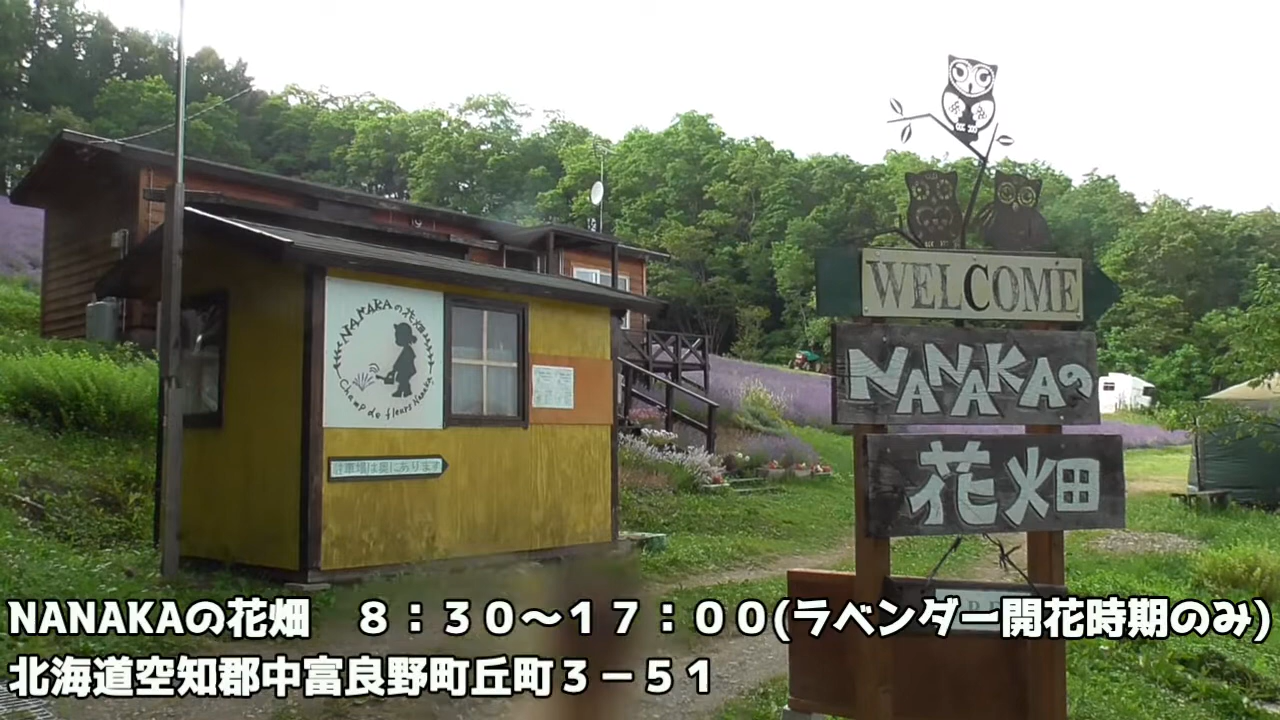 WELCOME
NANAKAの
花畑
NANAKAの花畑
Champ de fleurs Nanaka
駐車場は奥にあります
NANAKAの花畑　８：３０～１７：００(ラベンダー開花時期のみ)
北海道空知郡中富良野町丘町３－５１